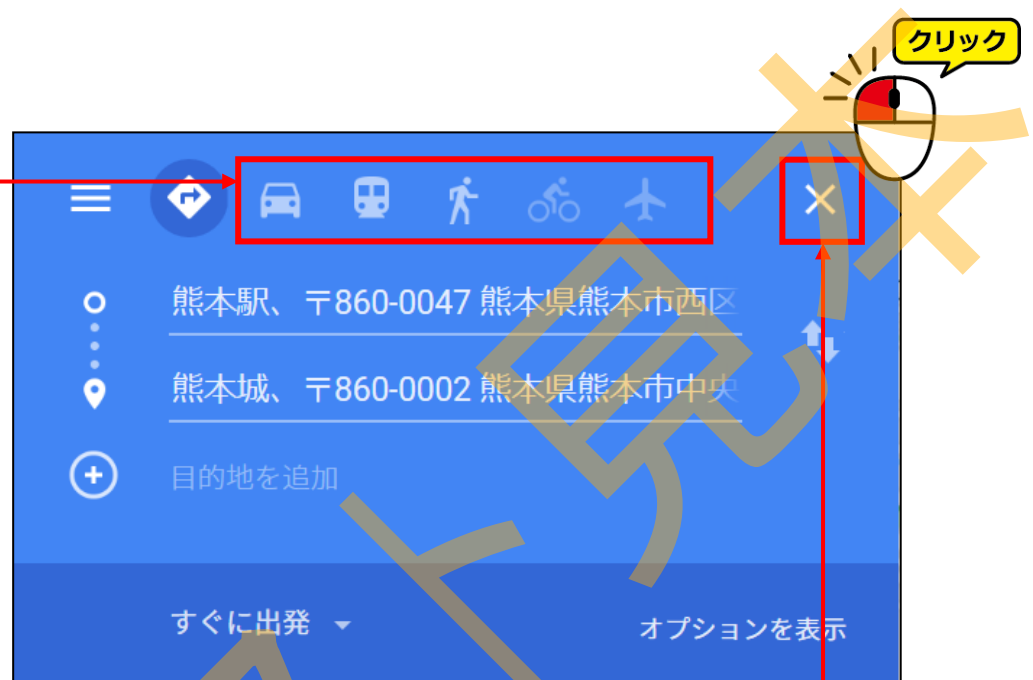 クリック
熊本駅、〒860-0047 熊本県熊本市西区
熊本城、〒860-0002 熊本県熊本市中央
目的地を追加
すぐに出発
オプションを表示
見本